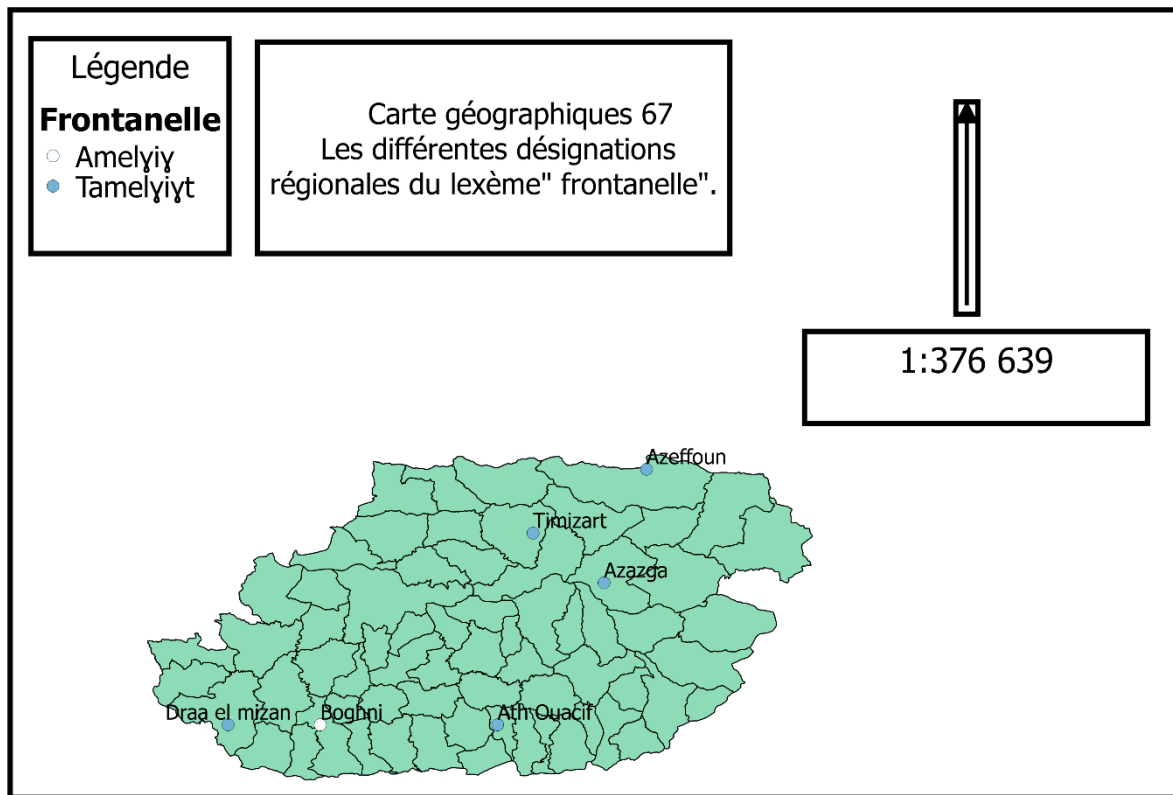 Légende
Frontanelle
Amelɣiɣ
Tamelɣiɣt
Carte géographiques 67
Les différentes désignations
régionales du lexème" frontanelle".
1:376 639
Azeffoun
Timizart
Azazga
Draa el mizan
Boghni
Ath Ouacif